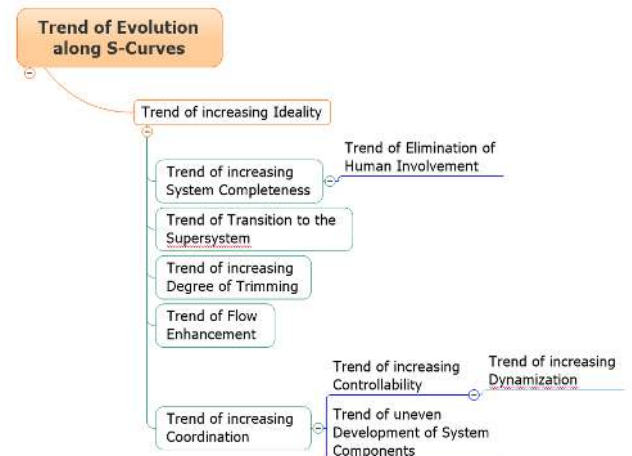 Trend of Evolution
along S-Curves
Trend of increasing Ideality
Trend of increasing
System Completeness
Trend of Elimination of
Human Involvement
Trend of Transition to the
Supersystem
Trend of increasing
Degree of Trimming
Trend of Flow
Enhancement
Trend of increasing
Coordination
Trend of increasing
Controllability
Trend of increasing
Dynamization
Trend of uneven
Development of System
Components